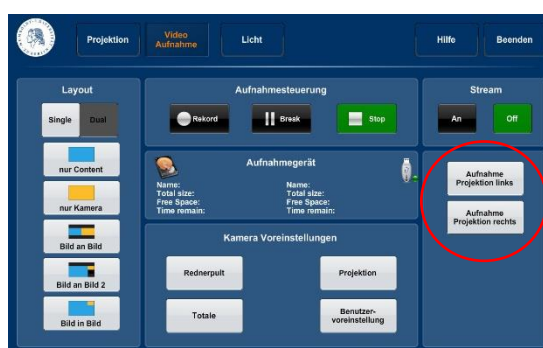 Projektion
Video
Aufnahme
Licht
Hilfe
Beenden
Layout
Single
Dual
nur Content
nur Kamera
Bild an Bild
Bild an Bild 2
Bild in Bild
Aufnahmesteuerung
Rekord
Break
Stop
Aufnahmegerät
Name:
Total size:
Free Space:
Time remain:
Name:
Total size:
Free Space:
Time remain:
Kamera Voreinstellungen
Rednerpult
Projektion
Totale
Benutzer-
voreinstellung
Stream
An
Off
Aufnahme
Projektion links
Aufnahme
Projektion rechts